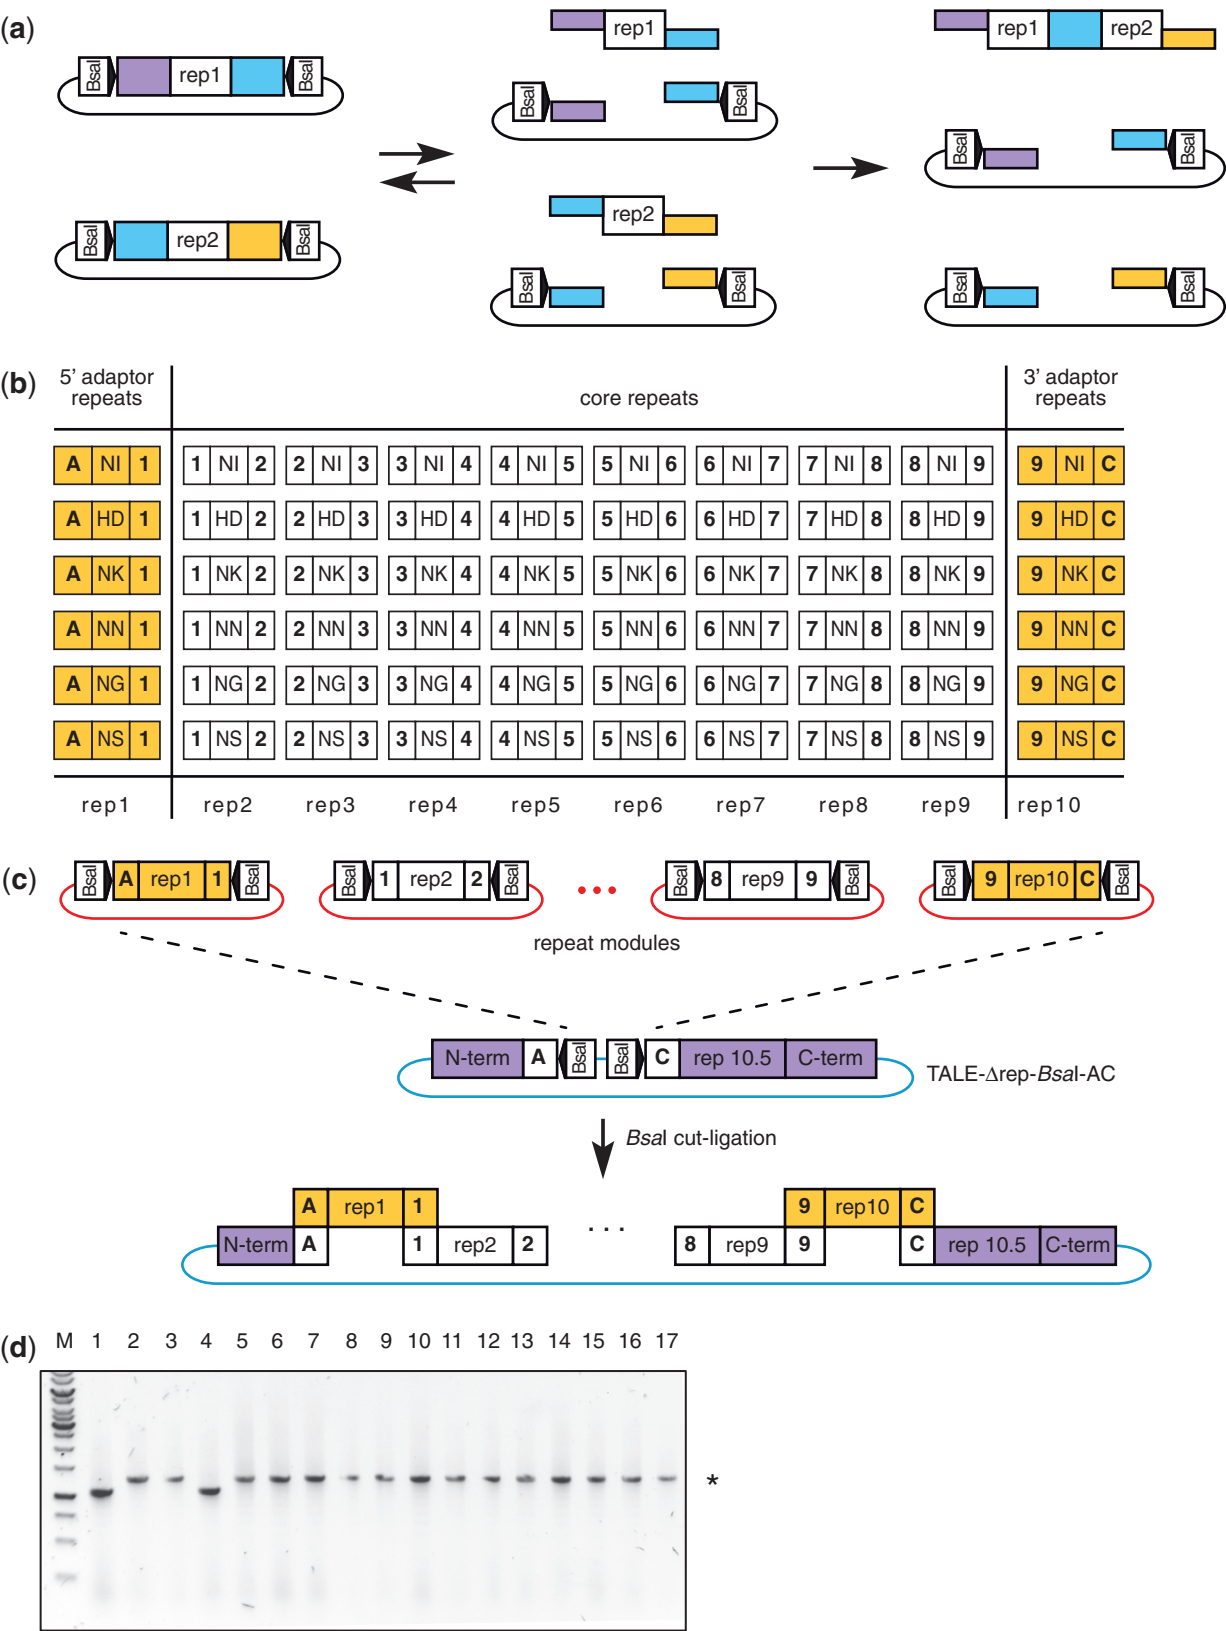 (a)
BsaI rep1 BsaI
rep1
rep1 rep2
BsaI BsaI
BsaI BsaI
BsaI rep2 BsaI
rep2
BsaI BsaI
BsaI BsaI
(b)
5’ adaptor repeats
core repeats
3’ adaptor repeats
A NI 1 1 NI 2 2 NI 3 3 NI 4 4 NI 5 5 NI 6 6 NI 7 7 NI 8 8 NI 9 9 NI C
A HD 1 1 HD 2 2 HD 3 3 HD 4 4 HD 5 5 HD 6 6 HD 7 7 HD 8 8 HD 9 9 HD C
A NK 1 1 NK 2 2 NK 3 3 NK 4 4 NK 5 5 NK 6 6 NK 7 7 NK 8 8 NK 9 9 NK C
A NN 1 1 NN 2 2 NN 3 3 NN 4 4 NN 5 5 NN 6 6 NN 7 7 NN 8 8 NN 9 9 NN C
A NG 1 1 NG 2 2 NG 3 3 NG 4 4 NG 5 5 NG 6 6 NG 7 7 NG 8 8 NG 9 9 NG C
A NS 1 1 NS 2 2 NS 3 3 NS 4 4 NS 5 5 NS 6 6 NS 7 7 NS 8 8 NS 9 9 NS C
rep1 rep2 rep3 rep4 rep5 rep6 rep7 rep8 rep9 rep10
(c)
BsaI A rep1 1 BsaI BsaI 1 rep2 2 BsaI ... BsaI 8 rep9 9 BsaI BsaI 9 rep10 C BsaI
repeat modules
N-term A BsaI BsaI C rep 10.5 C-term
TALE-Δrep-BsaI-AC
BsaI cut-ligation
A rep1 1 ... 9 rep10 C
N-term A 1 rep2 2 8 rep9 9 C rep 10.5 C-term
(d)
M 1 2 3 4 5 6 7 8 9 10 11 12 13 14 15 16 17
*